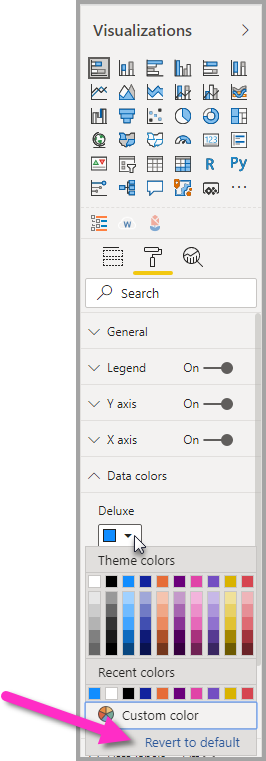 Visualizations
123
R
Py
W
Search
General
Legend On
Y axis On
X axis On
Data colors
Deluxe
Theme colors
Recent colors
Custom color
Revert to default